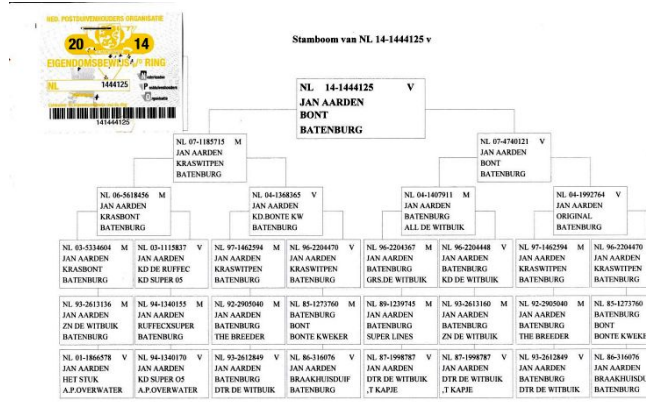 NED. POSTDUIVENHOUDERS ORGANISATIE
20 14
EIGENDOMSBEWIJS/ RING
NL 1444125
141444125
Stamboom van NL 14-1444125 v
NL 14-1444125 V
JAN AARDEN
BONT
BATENBURG
NL 07-1185715 M
JAN AARDEN
KRASWITPEN
BATENBURG
NL 07-4740121 V
JAN AARDEN
BONT
BATENBURG
NL 06-5618456 M
JAN AARDEN
KRASBONT
BATENBURG
NL 04-1368365 V
JAN AARDEN
KD.BONTE KW
BATENBURG
NL 04-1407911 M
JAN AARDEN
BATENBURG
ALL DE WITBUIK
NL 04-1992764 V
JAN AARDEN
ORIGINAL
BATENBURG
NL 03-5334604 M
JAN AARDEN
KRASBONT
BATENBURG
NL 03-1115837 V
JAN AARDEN
KD DE RUFFEC
KD SUPER 05
NL 97-1462594 M
JAN AARDEN
KRASWITPEN
BATENBURG
NL 96-2204470 V
JAN AARDEN
KRASWITPEN
BATENBURG
NL 96-2204367 M
JAN AARDEN
BATENBURG
GRS.DE WITBUIK
NL 96-2204448 V
JAN AARDEN
BATENBURG
KD DE WITBUIK
NL 97-1462594 M
JAN AARDEN
KRASWITPEN
BATENBURG
NL 96-2204470
JAN AARDEN
KRASWITPEN
BATENBURG
NL 93-2613136 M
JAN AARDEN
ZN DE WITBUIK
BATENBURG
NL 94-1340155 M
JAN AARDEN
RUFFECXSUPER
BATENBURG
NL 92-2905040 M
JAN AARDEN
BATENBURG
THE BREEDER
NL 85-1273760 M
BATENBURG
BONT
BONTE KWEKER
NL 89-1239745 M
JAN AARDEN
BATENBURG
SUPER LINES
NL 93-2613160 M
JAN AARDEN
BATENBURG
ZN DE WITBUIK
NL 92-2905040 M
JAN AARDEN
BATENBURG
THE BREEDER
NL 85-1273760
BATENBURG
BONT
BONTE KWEKE
NL 01-1866578 V
JAN AARDEN
HET STUK
A.P.OVERWATER
NL 94-1340170 V
JAN AARDEN
KD SUPER O5
A.P.OVERWATER
NL 93-2612849 V
JAN AARDEN
BATENBURG
DTR DE WITBUIK
NL 86-316076 V
JAN AARDEN
BRAAKHUISDUIF
BATENBURG
NL 87-1998787 V
JAN AARDEN
DTR DE WITBUIK
,T KAPJE
NL 87-1998787 V
JAN AARDEN
DTR DE WITBUIK
,T KAPJE
NL 93-2612849 V
JAN AARDEN
BATENBURG
DTR DE WITBUIK
NL 86-316076
JAN AARDEN
BRAAKHUISDU
BATENBURG